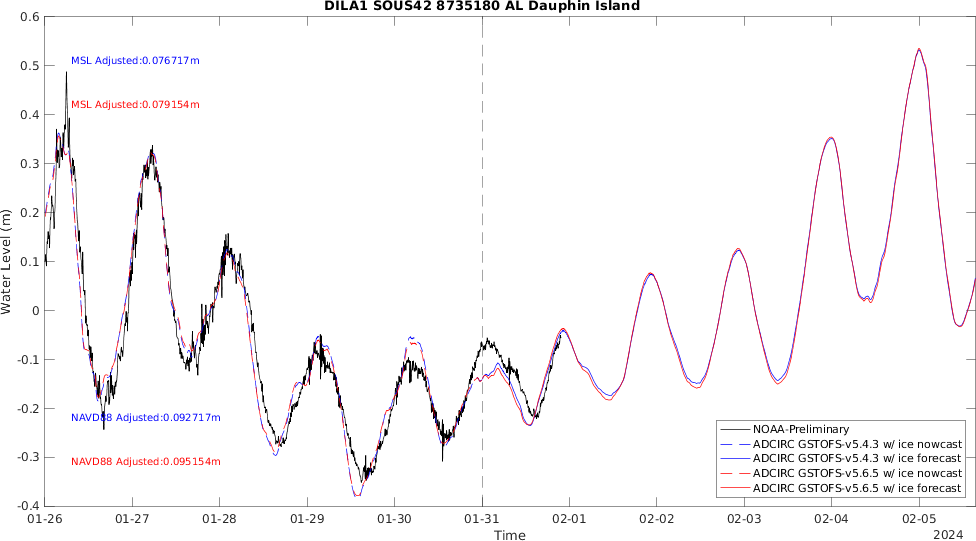 DILA1 SOUS42 8735180 AL Dauphin Island
0.6
0.5
0.4
0.3
0.2
0.1
0
-0.1
-0.2
-0.3
-0.4
Water Level (m)
MSL Adjusted:0.076717m
MSL Adjusted:0.079154m
NAVD88 Adjusted:0.092717m
NAVD88 Adjusted:0.095154m
NOAA-Preliminary
ADCIRC GSTOFS-v5.4.3 w/ ice nowcast
ADCIRC GSTOFS-v5.4.3 w/ ice forecast
ADCIRC GSTOFS-v5.6.5 w/ ice nowcast
ADCIRC GSTOFS-v5.6.5 w/ ice forecast
01-26 01-27 01-28 01-29 01-30 01-31 02-01 02-02 02-03 02-04 02-05
Time
2024